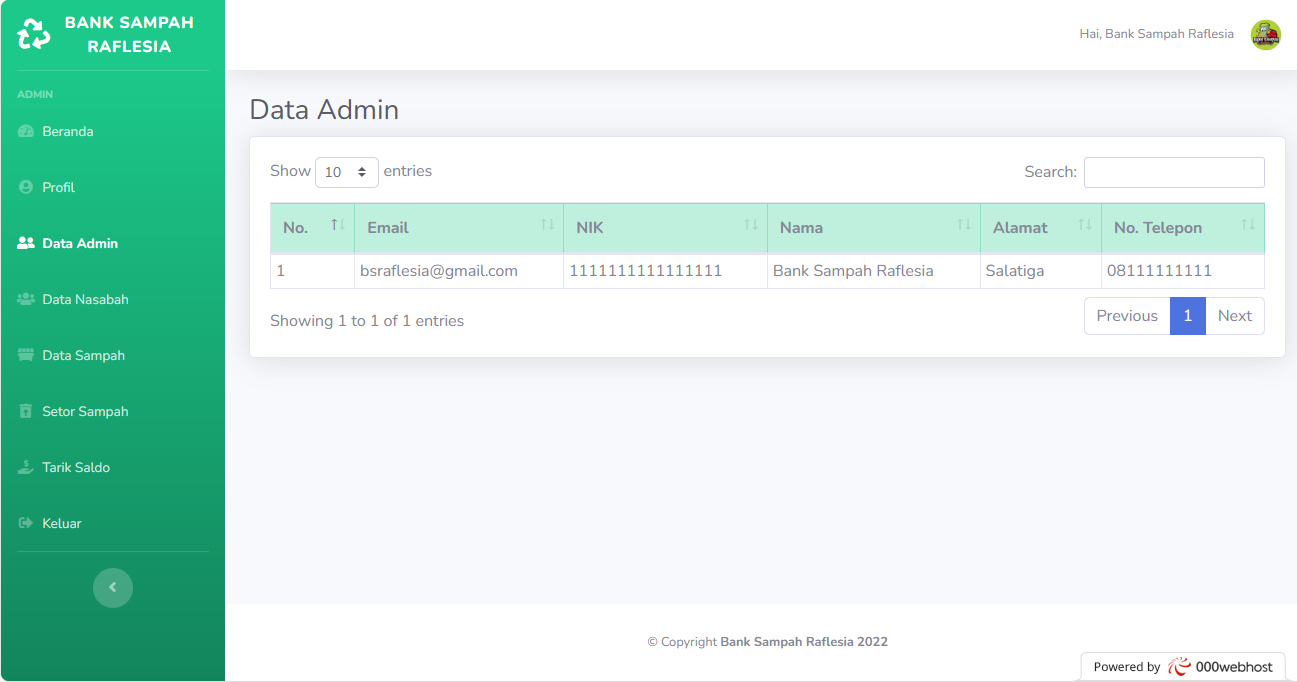 BANK SAMPAH
RAFLESIA
Hai, Bank Sampah Raflesia
ADMIN
Beranda
Profil
Data Admin
Data Nasabah
Data Sampah
Setor Sampah
Tarik Saldo
Keluar
Data Admin
Show 10 entries
Search:
No. Email NIK Nama Alamat No. Telepon
1 bsraflesia@gmail.com 1111111111111111 Bank Sampah Raflesia Salatiga 08111111111
Showing 1 to 1 of 1 entries
Previous 1 Next
© Copyright Bank Sampah Raflesia 2022
Powered by 000webhost